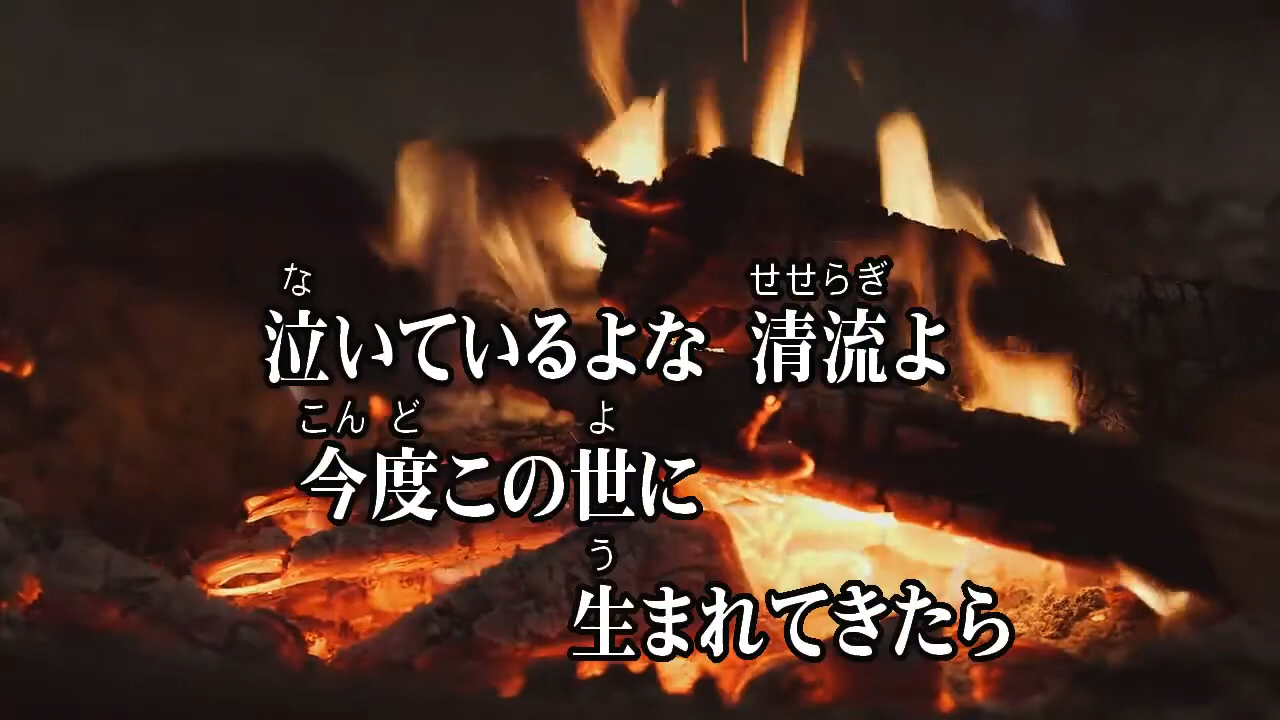 な せせらぎ
泣いているよな 清流よ
こん ど よ
今度この世に
う
生まれてきたら